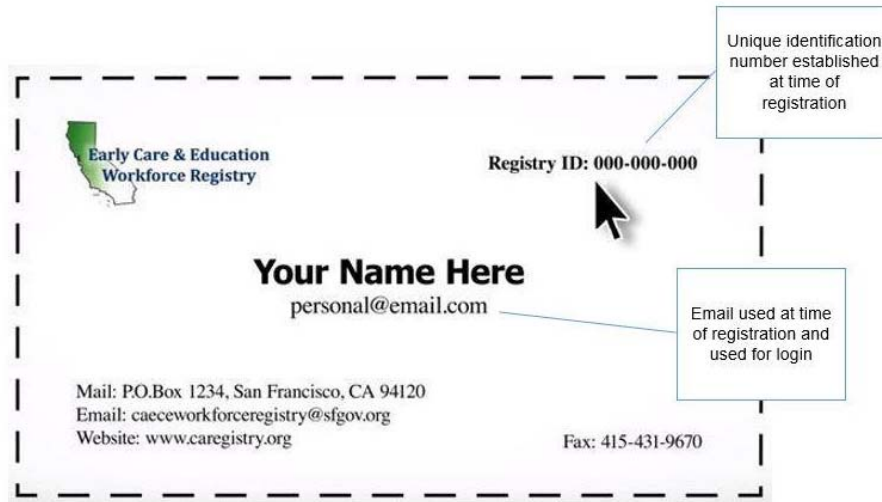 Unique identification
number established
at time of
registration
Early Care & Education
Workforce Registry
Registry ID: 000-000-000
Your Name Here
personal@email.com
Email used at time
of registration and
used for login
Mail: P.O.Box 1234, San Francisco, CA 94120
Email: caeceworkforceregistry@sfgov.org
Website: www.caregistry.org
Fax: 415-431-9670